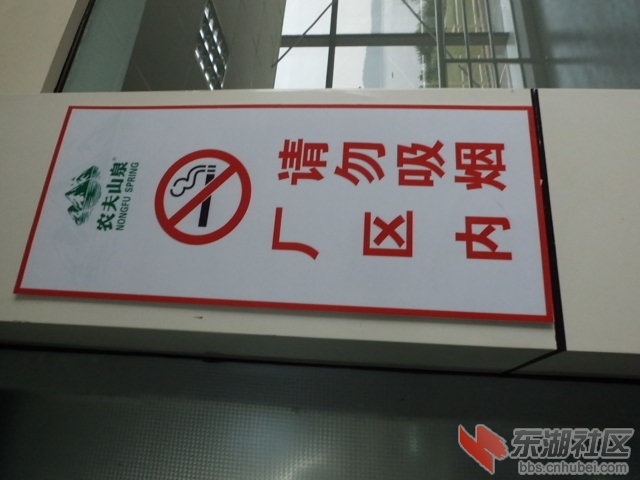 农夫山泉®
NONGFU SPRING
厂区内
请勿吸烟
东湖社区
bbs.cnhubei.com